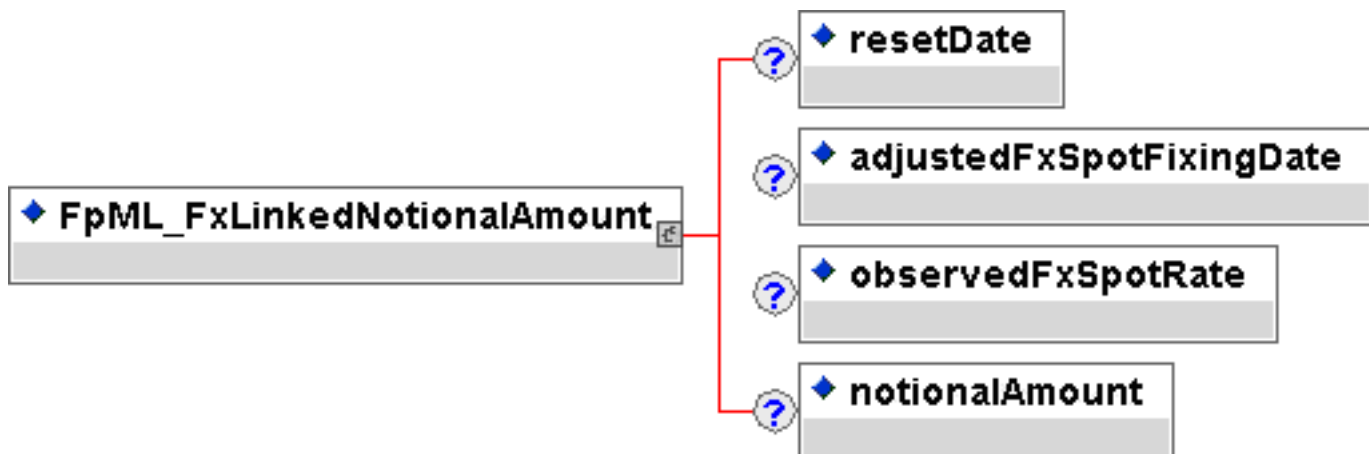 resetDate
adjustedFxSpotFixingDate
FpML_FxLinkedNotionalAmount
observedFxSpotRate
notionalAmount